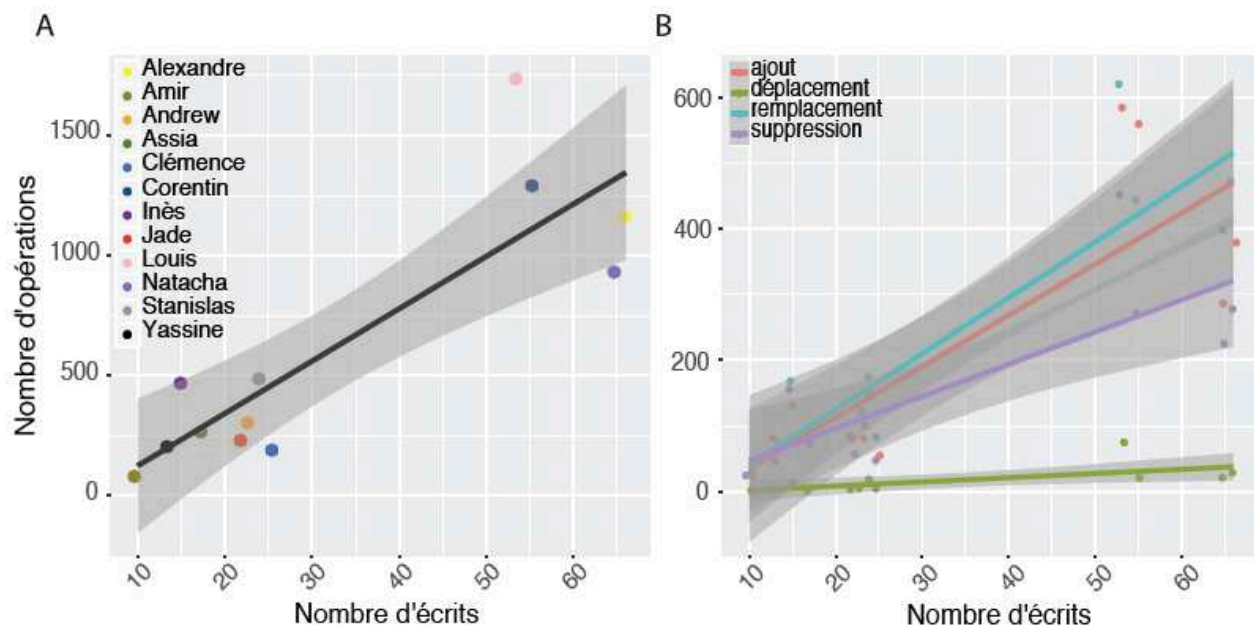 A
Alexandre
Amir
Andrew
Assia
Clémence
Corentin
Inès
Jade
Louis
Natacha
Stanislas
Yassine
1500
1000
500
0
Nombre d'opérations
10 20 30 40 50 60
Nombre d'écrits
B
ajout
déplacement
remplacement
suppression
600
400
200
0
10 20 30 40 50 60
Nombre d'écrits